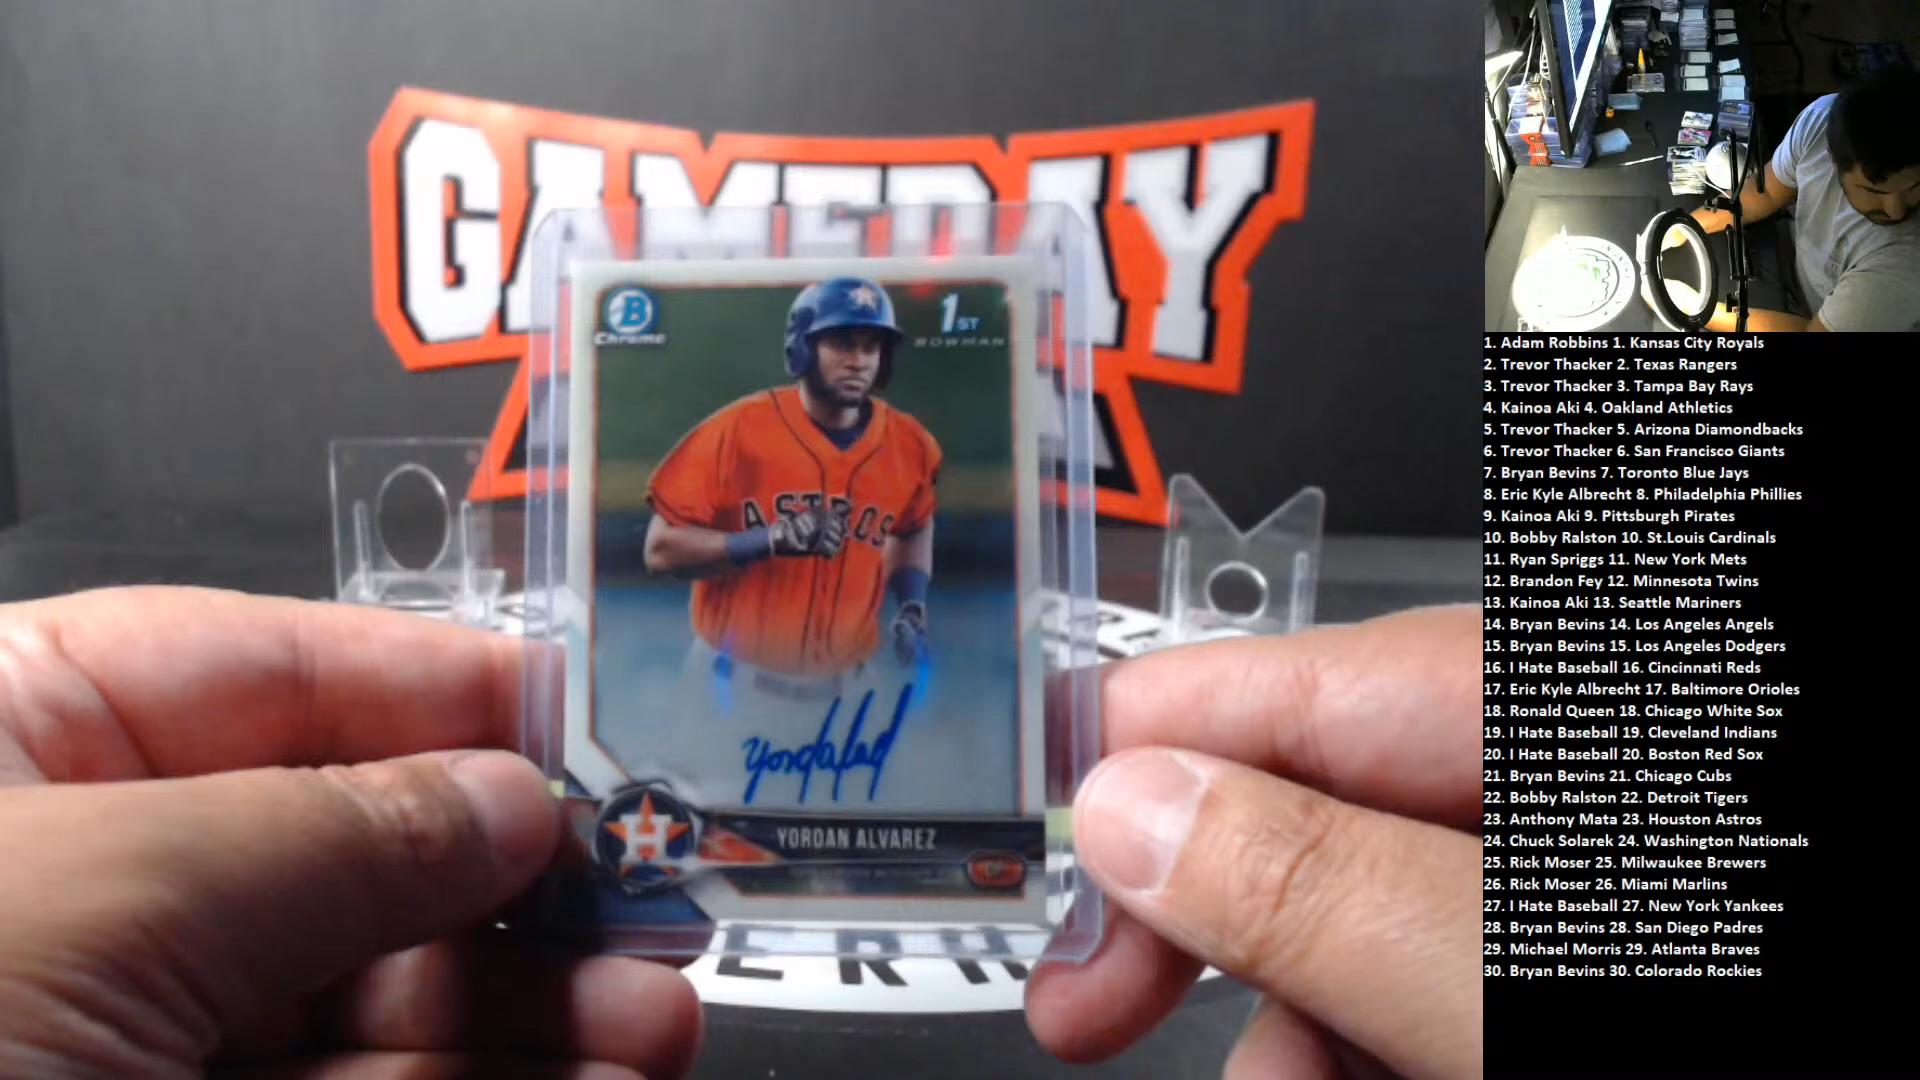 GAMEDAY
B
Chrome
1ST
BOWMAN
ASTROS
H
YORDAN ALVAREZ
ERH
1. Adam Robbins 1. Kansas City Royals
2. Trevor Thacker 2. Texas Rangers
3. Trevor Thacker 3. Tampa Bay Rays
4. Kainoa Aki 4. Oakland Athletics
5. Trevor Thacker 5. Arizona Diamondbacks
6. Trevor Thacker 6. San Francisco Giants
7. Bryan Bevins 7. Toronto Blue Jays
8. Eric Kyle Albrecht 8. Philadelphia Phillies
9. Kainoa Aki 9. Pittsburgh Pirates
10. Bobby Ralston 10. St.Louis Cardinals
11. Ryan Spriggs 11. New York Mets
12. Brandon Fey 12. Minnesota Twins
13. Kainoa Aki 13. Seattle Mariners
14. Bryan Bevins 14. Los Angeles Angels
15. Bryan Bevins 15. Los Angeles Dodgers
16. I Hate Baseball 16. Cincinnati Reds
17. Eric Kyle Albrecht 17. Baltimore Orioles
18. Ronald Queen 18. Chicago White Sox
19. I Hate Baseball 19. Cleveland Indians
20. I Hate Baseball 20. Boston Red Sox
21. Bryan Bevins 21. Chicago Cubs
22. Bobby Ralston 22. Detroit Tigers
23. Anthony Mata 23. Houston Astros
24. Chuck Solarek 24. Washington Nationals
25. Rick Moser 25. Milwaukee Brewers
26. Rick Moser 26. Miami Marlins
27. I Hate Baseball 27. New York Yankees
28. Bryan Bevins 28. San Diego Padres
29. Michael Morris 29. Atlanta Braves
30. Bryan Bevins 30. Colorado Rockies